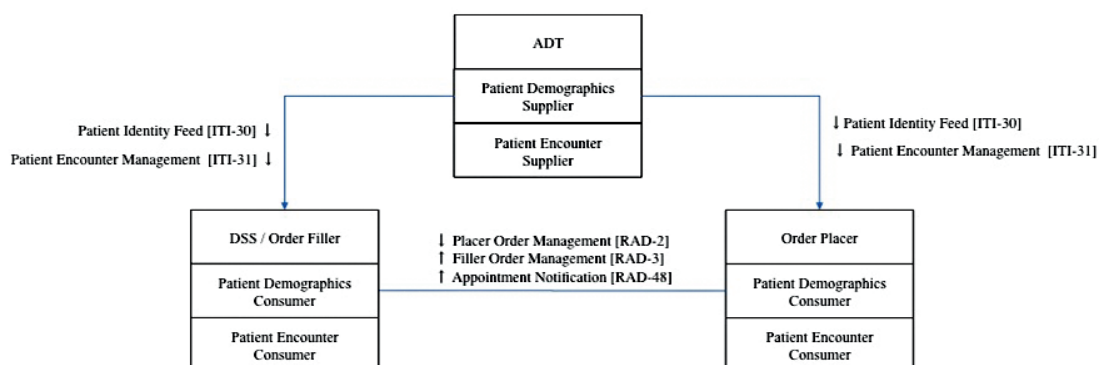 ADT
Patient Demographics
Supplier
Patient Encounter
Supplier
Patient Identity Feed [ITI-30] ↓
Patient Encounter Management [ITI-31] ↓
↓ Patient Identity Feed [ITI-30]
↓ Patient Encounter Management [ITI-31]
DSS / Order Filler
Patient Demographics
Consumer
Patient Encounter
Consumer
↓ Placer Order Management [RAD-2]
↑ Filler Order Management [RAD-3]
↑ Appointment Notification [RAD-48]
Order Placer
Patient Demographics
Consumer
Patient Encounter
Consumer